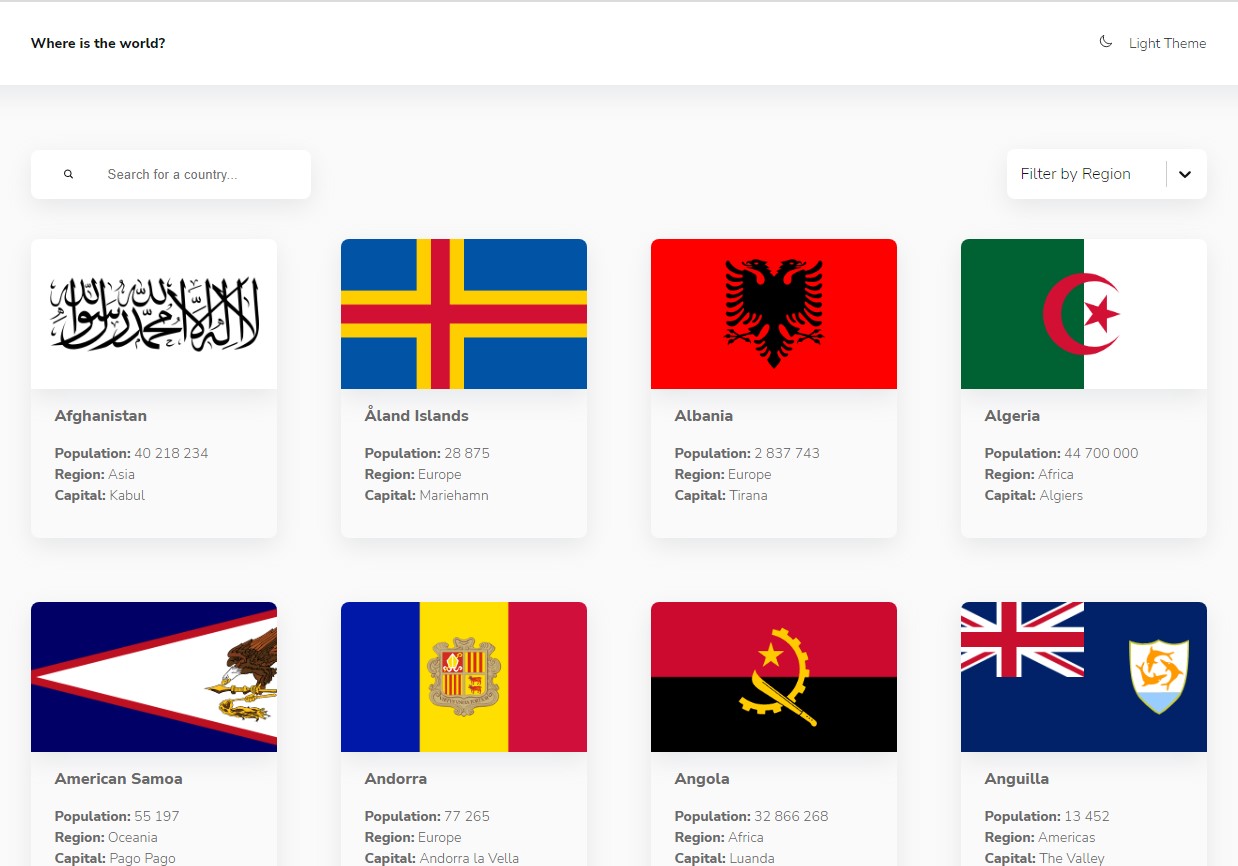 Where is the world?
Light Theme
Search for a country...
Filter by Region
لا إله إلا الله محمد رسول الله
Afghanistan
Population: 40 218 234
Region: Asia
Capital: Kabul
Åland Islands
Population: 28 875
Region: Europe
Capital: Mariehamn
Albania
Population: 2 837 743
Region: Europe
Capital: Tirana
Algeria
Population: 44 700 000
Region: Africa
Capital: Algiers
American Samoa
Population: 55 197
Region: Oceania
Capital: Pago Pago
Andorra
Population: 77 265
Region: Europe
Capital: Andorra la Vella
Angola
Population: 32 866 268
Region: Africa
Capital: Luanda
Anguilla
Population: 13 452
Region: Americas
Capital: The Valley